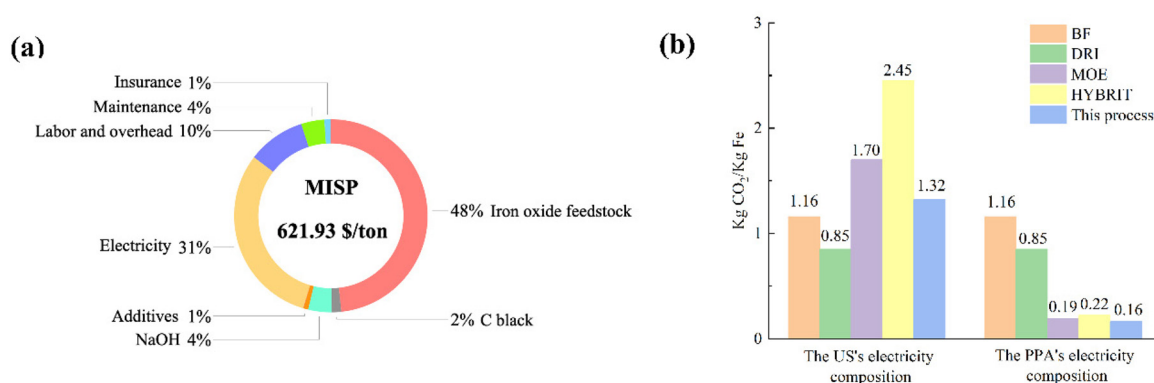 (a)
Insurance 1%
Maintenance 4%
Labor and overhead 10%
Electricity 31%
Additives 1%
NaOH 4%
MISP
621.93 $/ton
48% Iron oxide feedstock
2% C black
(b)
Kg CO₂/Kg Fe
3
2
1
0
BF
DRI
MOE
HYBRIT
This process
1.16
0.85
1.70
2.45
1.32
1.16
0.85
0.19
0.22
0.16
The US's electricity
composition
The PPA's electricity
composition